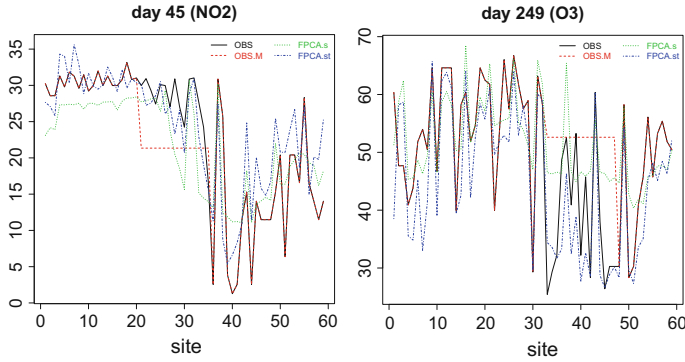 day 45 (NO2)
OBS
OBS.M
FPCA.s
FPCA.st
35
30
25
20
15
10
5
0
0 10 20 30 40 50 60
site
day 249 (O3)
OBS
OBS.M
FPCA.s
FPCA.st
70
60
50
40
30
0 10 20 30 40 50 60
site